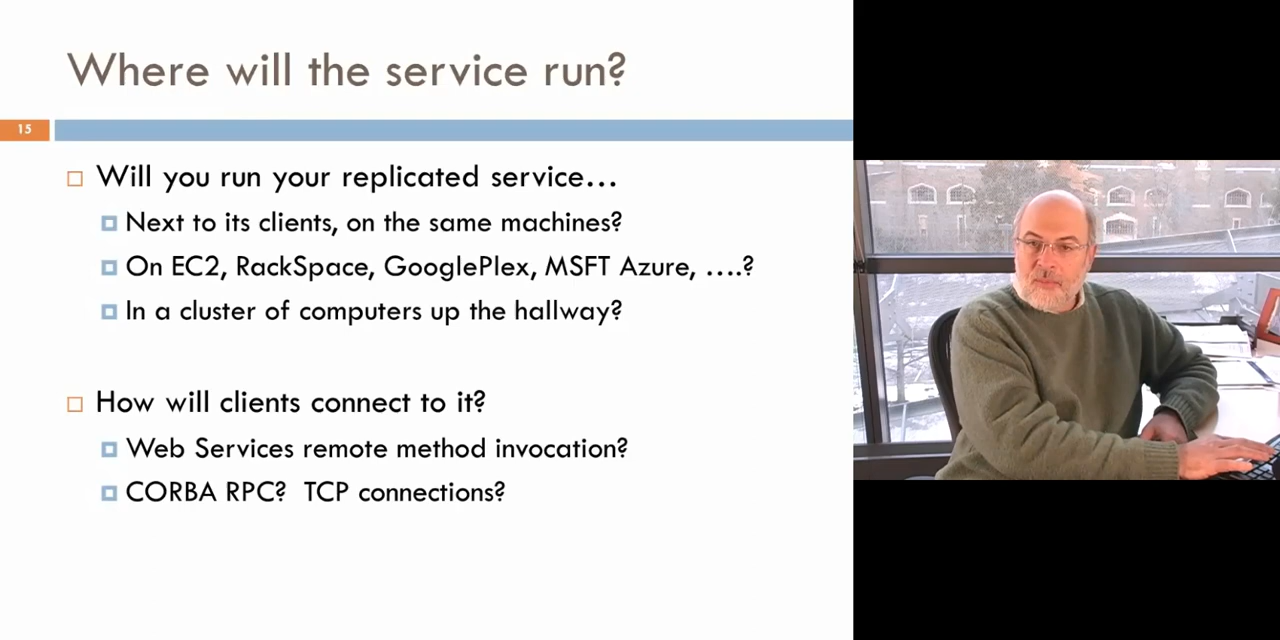 Where will the service run?
15
Will you run your replicated service…
Next to its clients, on the same machines?
On EC2, RackSpace, GooglePlex, MSFT Azure, ….?
In a cluster of computers up the hallway?
How will clients connect to it?
Web Services remote method invocation?
CORBA RPC?  TCP connections?